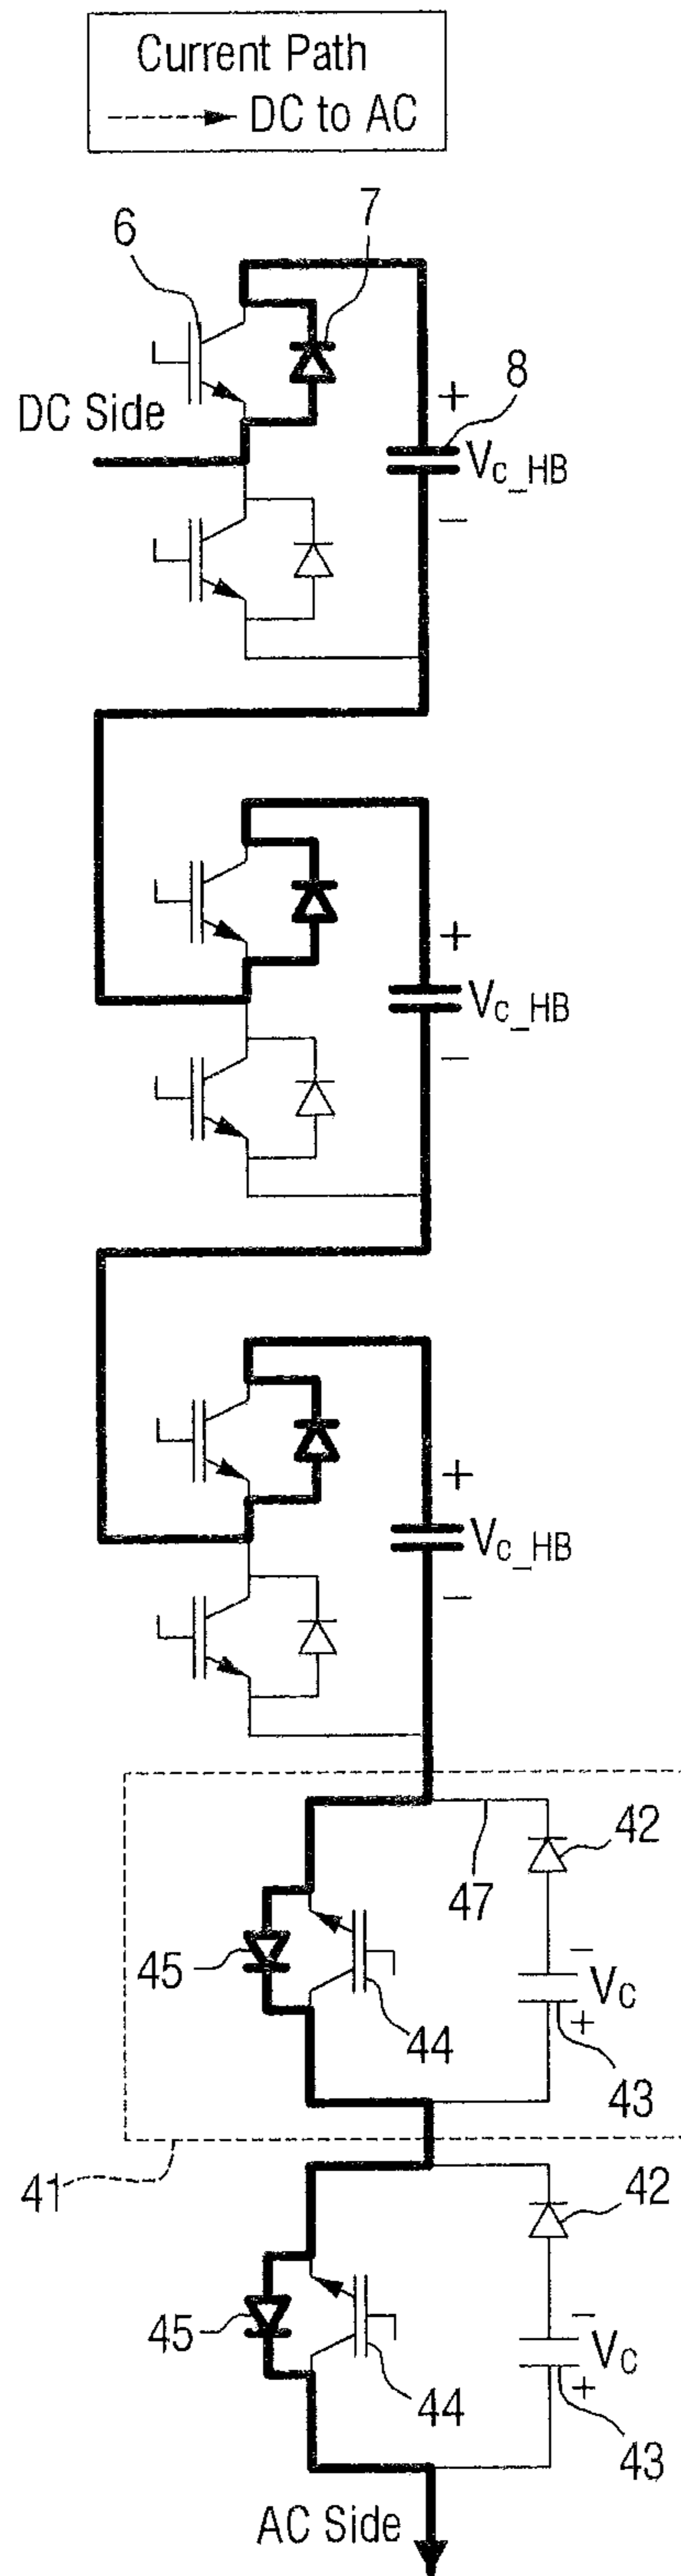 Current Path
DC to AC
6
7
DC Side
8
+
Vc_HB
−
+
Vc_HB
−
+
Vc_HB
−
42
47
45
−
Vc
44
+
43
41
42
45
−
Vc
44
+
43
AC Side